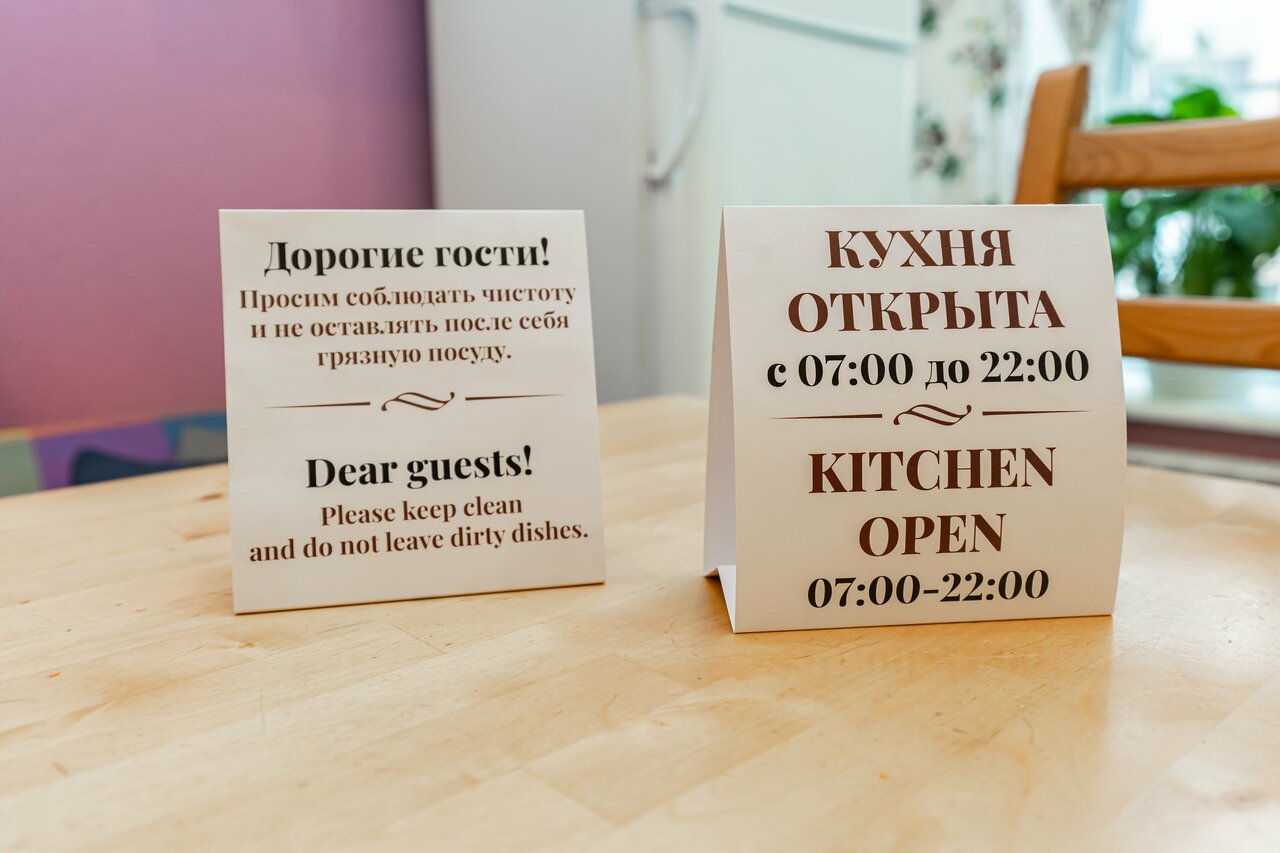 Дорогие гости!
Просим соблюдать чистоту
и не оставлять после себя
грязную посуду.
Dear guests!
Please keep clean
and do not leave dirty dishes.
КУХНЯ
ОТКРЫТА
с 07:00 до 22:00
KITCHEN
OPEN
07:00-22:00